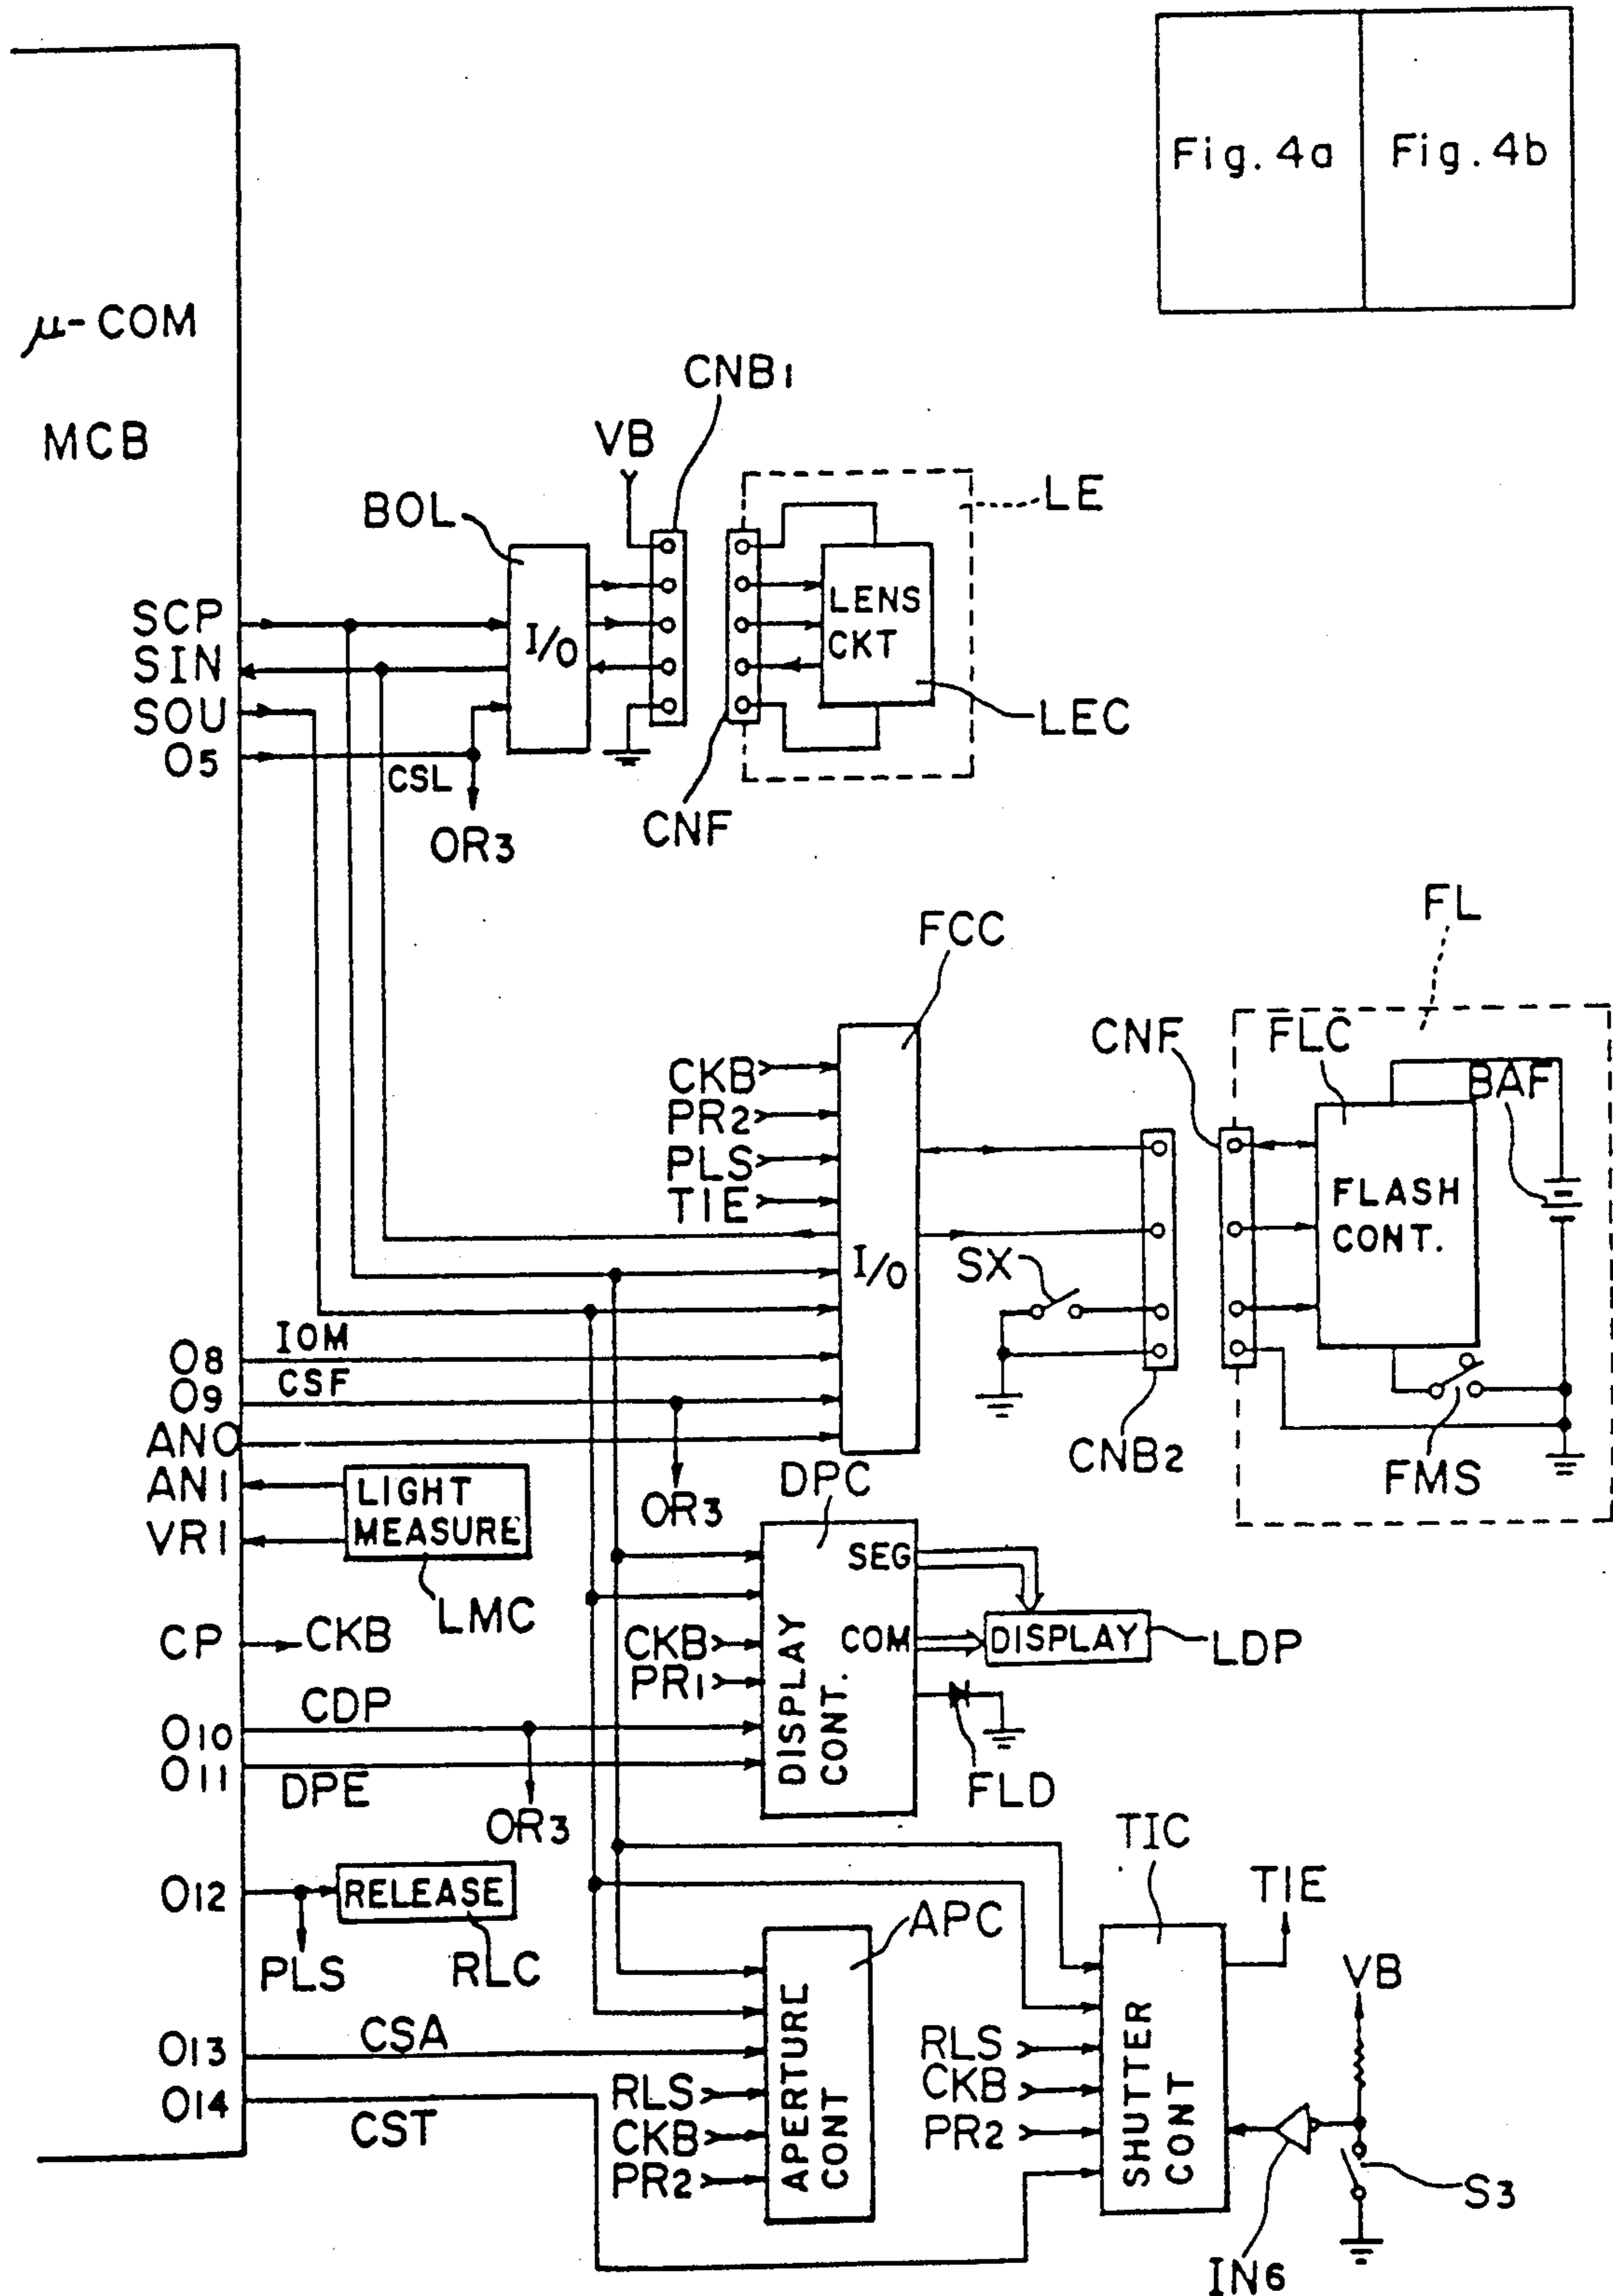 Fig. 4a
Fig. 4b
μ-COM
MCB
CNB1
VB
BOL
LE
SCP
SIN
SOU
O5
I/O
LENS
CKT
LEC
CSL
OR3
CNF
FCC
FL
CNF
FLC
BAF
CKB
PR2
PLS
TIE
FLASH
CONT.
I/O
SX
IOM
O8
CSF
O9
ANO
AN1
VR1
LIGHT
MEASURE
LMC
OR3
DPC
CNB2
FMS
SEG
COM
DISPLAY
LDP
CP
CKB
CKB
PR1
DISPLAY
CONT.
CDP
O10
O11
DPE
OR3
FLD
TIC
TIE
O12
RELEASE
PLS
RLC
APC
VB
O13
CSA
O14
CST
RLS
CKB
PR2
APERTURE
CONT
RLS
CKB
PR2
SHUTTER
CONT
S3
IN6